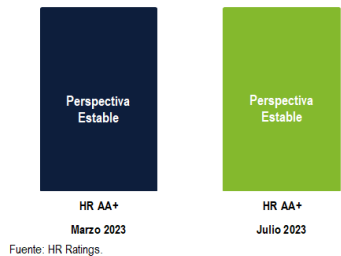 Perspectiva
Estable
Perspectiva
Estable
HR AA+
HR AA+
Marzo 2023
Julio 2023
Fuente: HR Ratings.